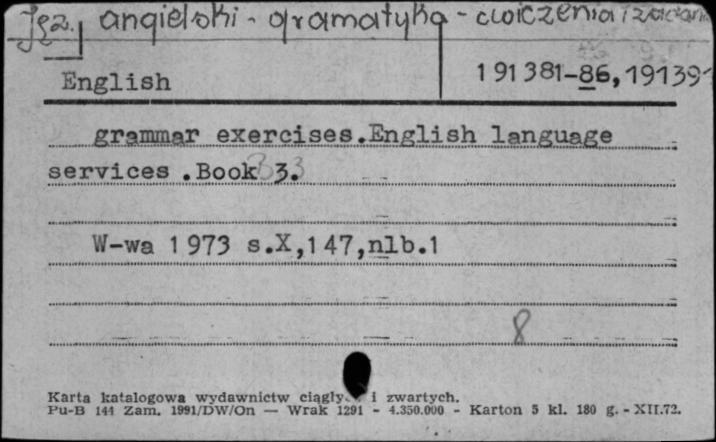 Jęz. angielski - gramatyka - ćwiczenia i zadania
English 191381-86, 19139
grammar exercises.English language
services .Book 3.
W-wa 1973 s.X,147,nlb.1
8
Karta katalogowa wydawnictw ciągły i zwartych.
Pu-B 144 Zam. 1991/DW/On — Wrak 1291 - 4.350.000 - Karton 5 kl. 180 g. - XII.72.